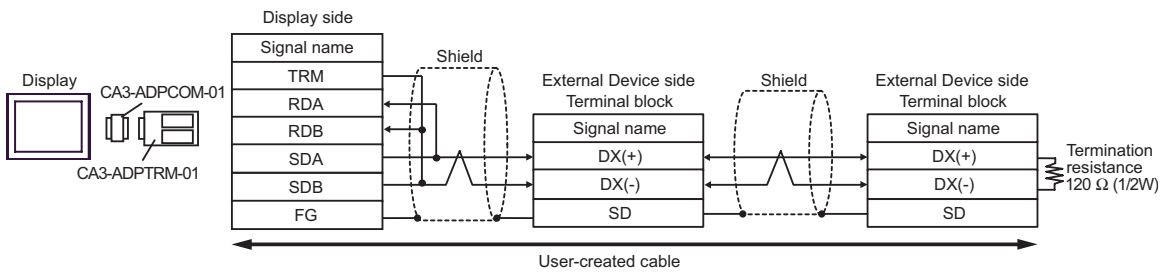 Display
CA3-ADPCOM-01
CA3-ADPTRM-01
Display side
Signal name
TRM
RDA
RDB
SDA
SDB
FG
Shield
External Device side
Terminal block
Signal name
DX(+)
DX(-)
SD
Shield
External Device side
Terminal block
Signal name
DX(+)
DX(-)
SD
Termination
resistance
120 Ω (1/2W)
User-created cable